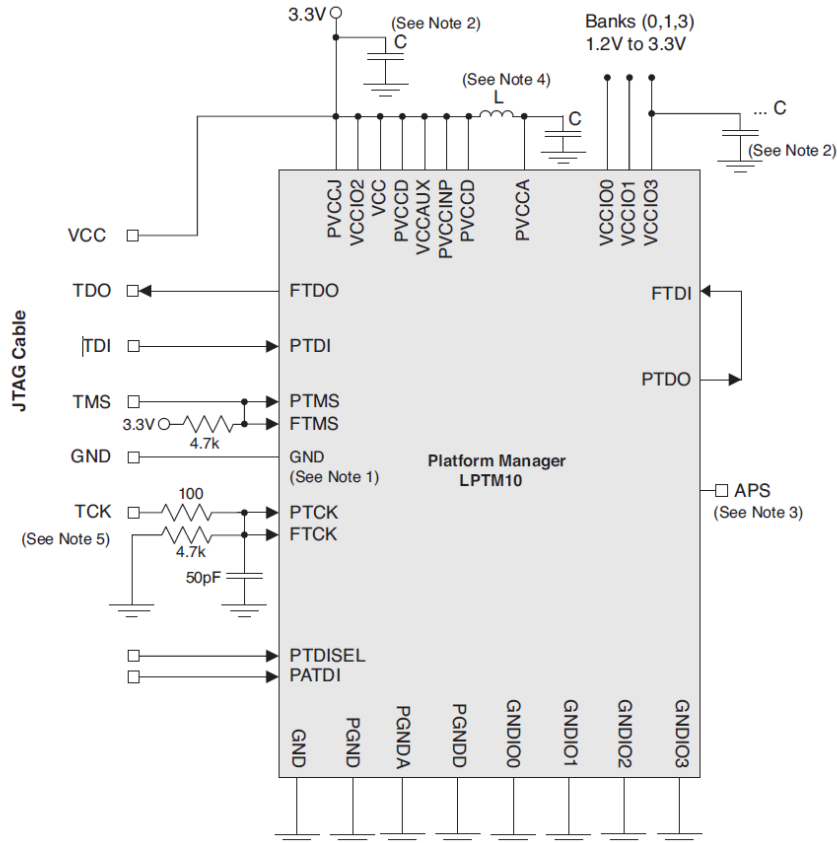 3.3V
(See Note 2)
C
Banks (0,1,3)
1.2V to 3.3V
(See Note 4)
L
C
... C
(See Note 2)
PVCCJ
VCCIO2
VCC
PVCCD
VCCAUX
PVCCINP
PVCCD
PVCCA
VCCIO0
VCCIO1
VCCIO3
JTAG Cable
VCC
TDO
FTDO
FTDI
TDI
PTDI
PTDO
TMS
PTMS
3.3V
4.7k
FTMS
GND
GND
(See Note 1)
Platform Manager
LPTM10
APS
(See Note 3)
TCK
(See Note 5)
100
PTCK
4.7k
FTCK
50pF
PTDISEL
PATDI
GND
PGND
PGNDA
PGNDD
GNDIO0
GNDIO1
GNDIO2
GNDIO3